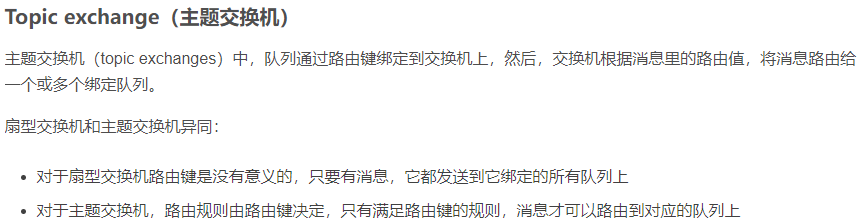 Topic exchange（主题交换机）
主题交换机（topic exchanges）中，队列通过路由键绑定到交换机上，然后，交换机根据消息里的路由值，将消息路由给
一个或多个绑定队列。
扇型交换机和主题交换机异同：
• 对于扇型交换机路由键是没有意义的，只要有消息，它都发送到它绑定的所有队列上
• 对于主题交换机，路由规则由路由键决定，只有满足路由键的规则，消息才可以路由到对应的队列上